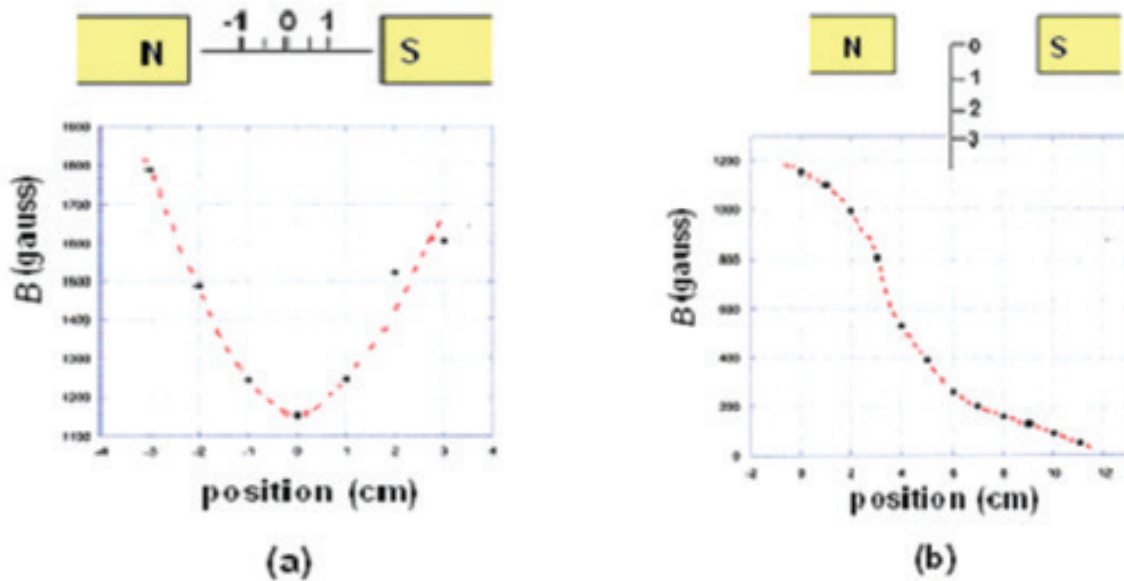 -1 0 1
N S
1900
1800
1700
1600
1500
1400
1300
1200
1100
B (gauss)
-4 -3 -2 -1 0 1 2 3 4
position (cm)
(a)
N S
0
1
2
3
1200
1000
800
600
400
200
0
B (gauss)
-2 0 2 4 6 8 10 12
position (cm)
(b)